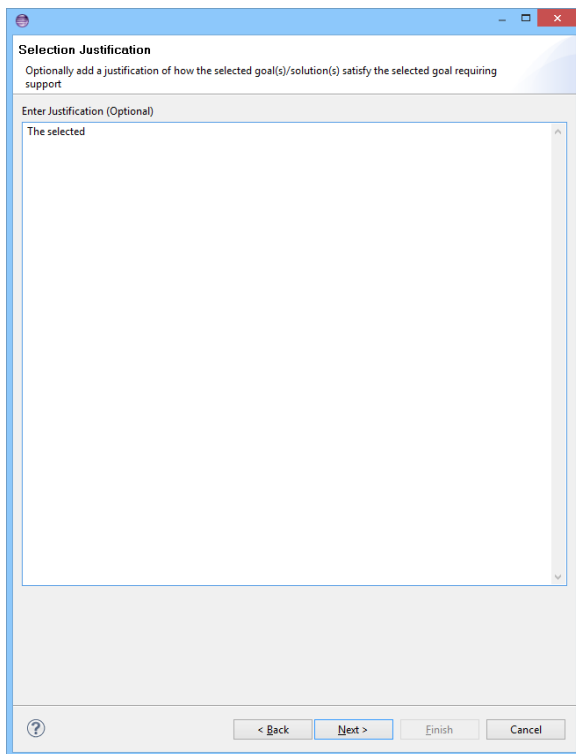 Selection Justification
Optionally add a justification of how the selected goal(s)/solution(s) satisfy the selected goal requiring
support
Enter Justification (Optional)
The selected
< Back Next > Finish Cancel